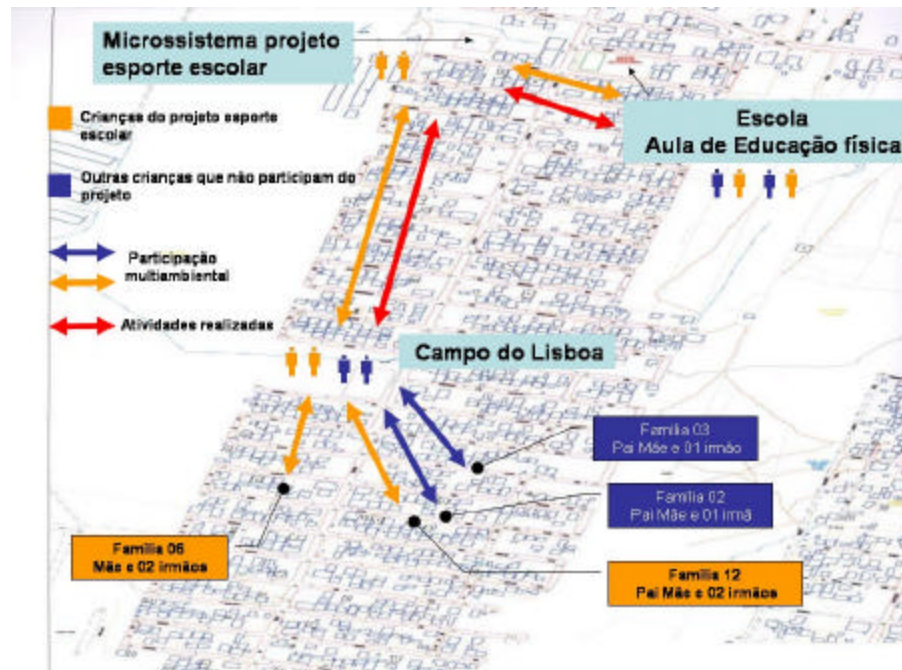 Microssistema projeto
esporte escolar
Crianças do projeto esporte
escolar
Escola
Aula de Educação física
Outras crianças que não participam do
projeto
Participação
multiambiental
Atividades realizadas
Campo do Lisboa
Família 03
Pai Mãe e 01 irmão
Família 02
Pai Mãe e 01 irmã
Família 06
Mãe e 02 irmãos
Família 12
Pai Mãe e 02 irmãos